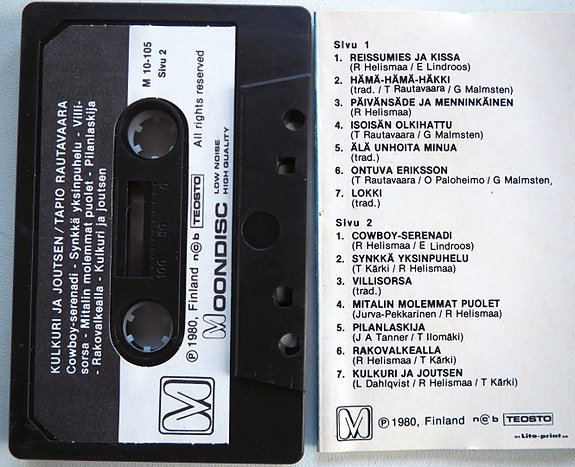 KULKURI JA JOUTSEN / TAPIO RAUTAVAARA
Cowboy-serenadi - Synkkä yksinpuhelu - Villi-
sorsa - Mitalin molemmat puolet - Pilanlaskija
- Rakovalkealla - Kulkuri ja joutsen
100 50 0
M 10-105
Sivu 2
All rights reserved
LOW NOISE
HIGH QUALITY
MOONDISC
℗ 1980, Finland n©b TEOSTO
M
Sivu 1
1. REISSUMIES JA KISSA
(R Helismaa / E Lindroos)
2. HÄMÄ-HÄMÄ-HÄKKI
(trad. / T Rautavaara / G Malmsten)
3. PÄIVÄNSÄDE JA MENNINKÄINEN
(R Helismaa)
4. ISOISÄN OLKIHATTU
(T Rautavaara / G Malmsten)
5. ÄLÄ UNHOITA MINUA
(trad.)
6. ONTUVA ERIKSSON
(T Rautavaara / O Paloheimo / G Malmsten,
7. LOKKI
(trad.)
Sivu 2
1. COWBOY-SERENADI
(R Helismaa / E Lindroos)
2. SYNKKÄ YKSINPUHELU
(T Kärki / R Helismaa)
3. VILLISORSA
(trad.)
4. MITALIN MOLEMMAT PUOLET
(Jurva-Pekkarinen / R Helismaa)
5. PILANLASKIJA
(J A Tanner / T Ilomäki)
6. RAKOVALKEALLA
(R Helismaa / T Kärki)
7. KULKURI JA JOUTSEN
(L Dahlqvist / R Helismaa / T Kärki)
M ℗ 1980, Finland n©b TEOSTO
Lito-print